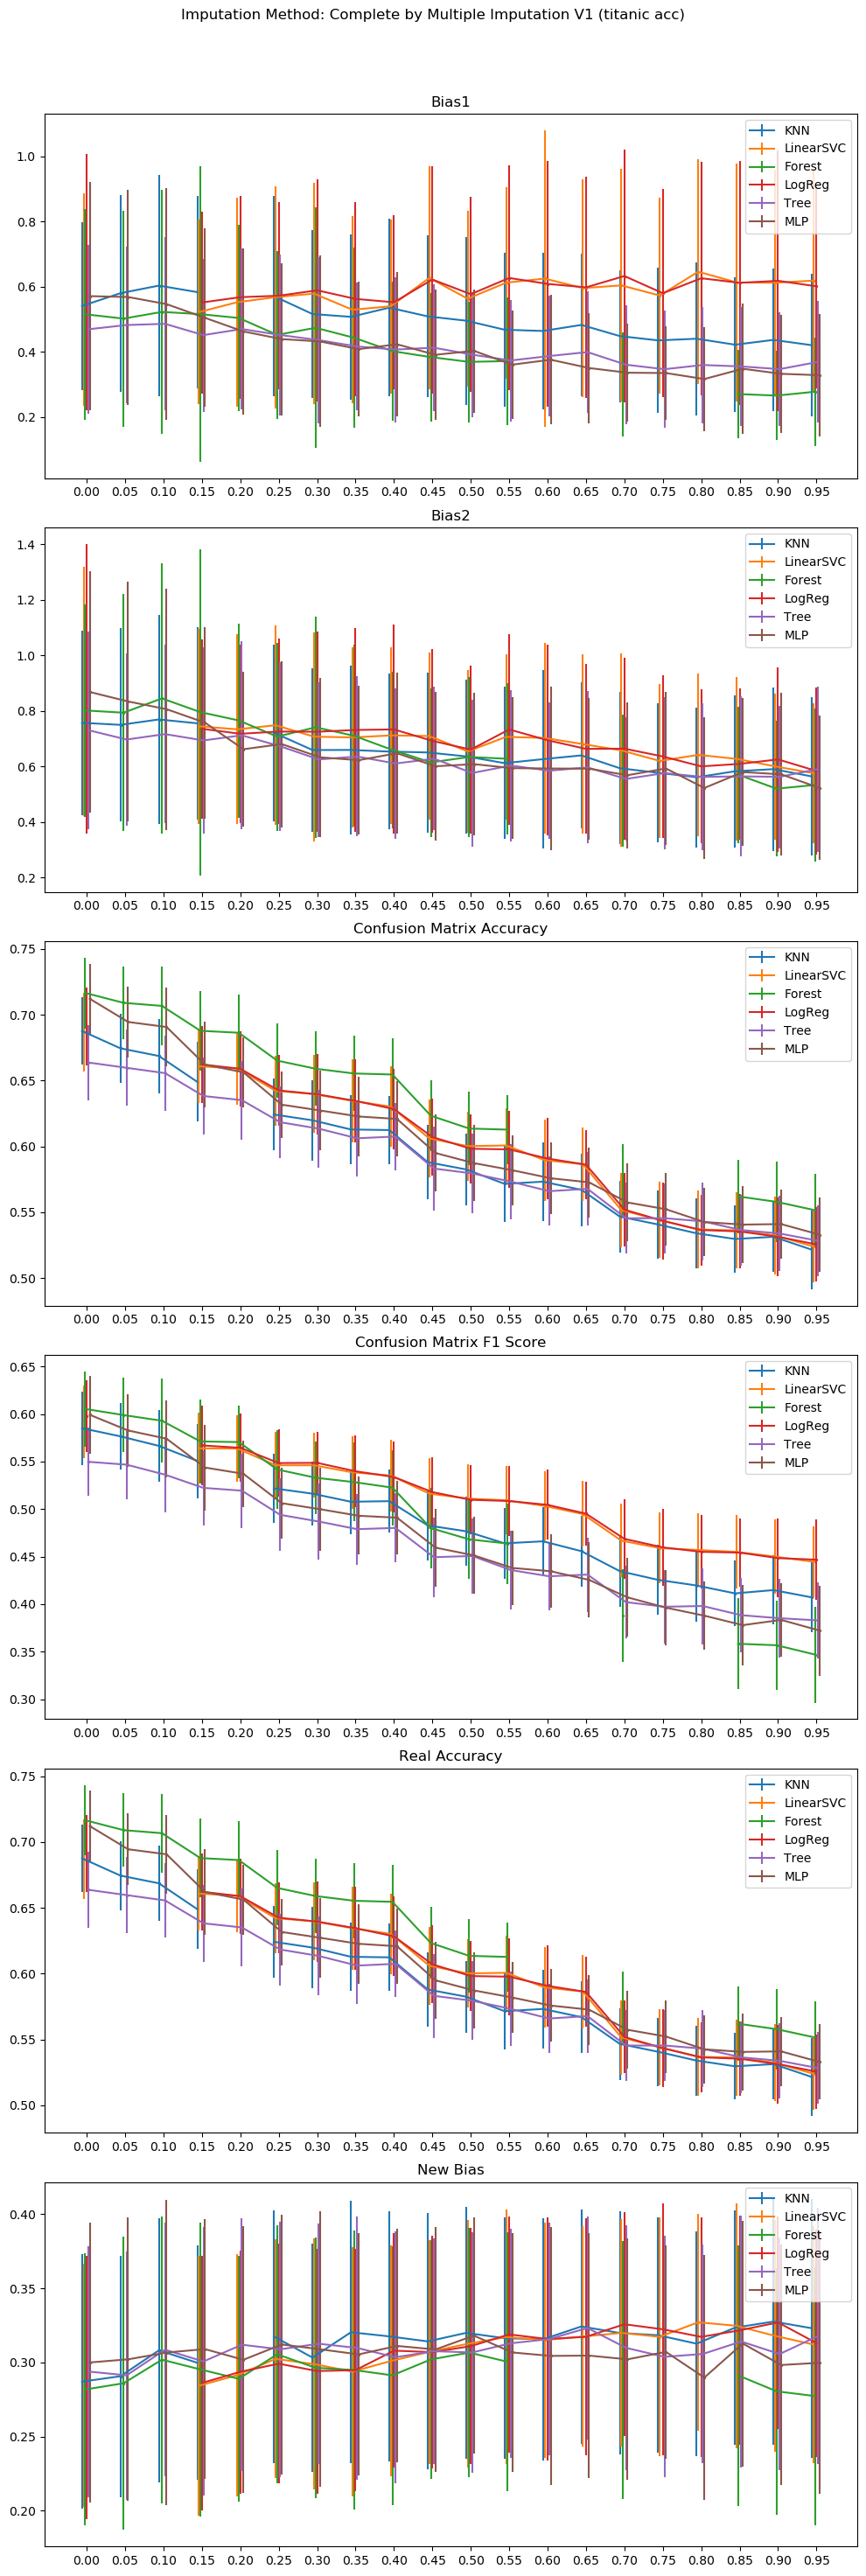 Imputation Method: Complete by Multiple Imputation V1 (titanic acc)
Bias1
1.0
0.8
0.6
0.4
0.2
KNN
LinearSVC
Forest
LogReg
Tree
MLP
0.00 0.05 0.10 0.15 0.20 0.25 0.30 0.35 0.40 0.45 0.50 0.55 0.60 0.65 0.70 0.75 0.80 0.85 0.90 0.95
Bias2
1.4
1.2
1.0
0.8
0.6
0.4
0.2
KNN
LinearSVC
Forest
LogReg
Tree
MLP
0.00 0.05 0.10 0.15 0.20 0.25 0.30 0.35 0.40 0.45 0.50 0.55 0.60 0.65 0.70 0.75 0.80 0.85 0.90 0.95
Confusion Matrix Accuracy
0.75
0.70
0.65
0.60
0.55
0.50
KNN
LinearSVC
Forest
LogReg
Tree
MLP
0.00 0.05 0.10 0.15 0.20 0.25 0.30 0.35 0.40 0.45 0.50 0.55 0.60 0.65 0.70 0.75 0.80 0.85 0.90 0.95
Confusion Matrix F1 Score
0.65
0.60
0.55
0.50
0.45
0.40
0.35
0.30
KNN
LinearSVC
Forest
LogReg
Tree
MLP
0.00 0.05 0.10 0.15 0.20 0.25 0.30 0.35 0.40 0.45 0.50 0.55 0.60 0.65 0.70 0.75 0.80 0.85 0.90 0.95
Real Accuracy
0.75
0.70
0.65
0.60
0.55
0.50
KNN
LinearSVC
Forest
LogReg
Tree
MLP
0.00 0.05 0.10 0.15 0.20 0.25 0.30 0.35 0.40 0.45 0.50 0.55 0.60 0.65 0.70 0.75 0.80 0.85 0.90 0.95
New Bias
0.40
0.35
0.30
0.25
0.20
KNN
LinearSVC
Forest
LogReg
Tree
MLP
0.00 0.05 0.10 0.15 0.20 0.25 0.30 0.35 0.40 0.45 0.50 0.55 0.60 0.65 0.70 0.75 0.80 0.85 0.90 0.95